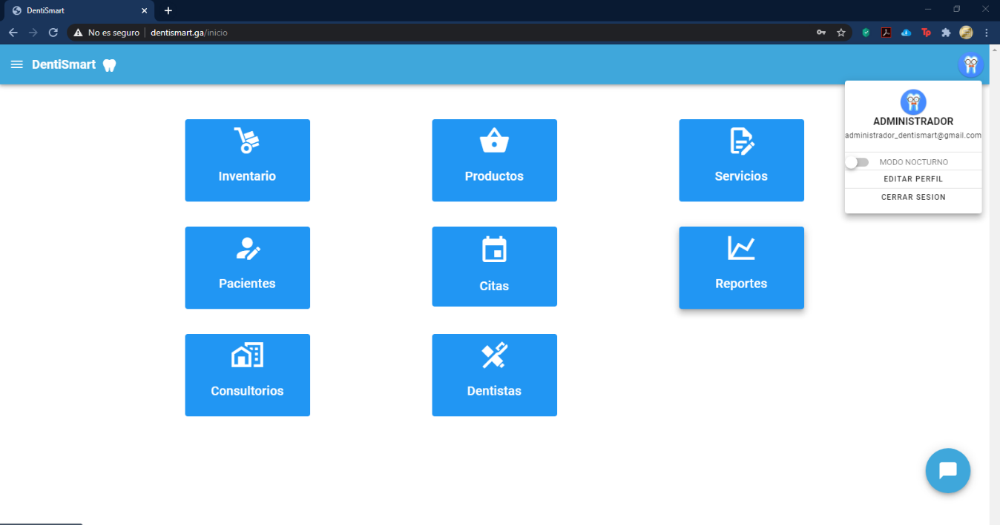 DentiSmart
No es seguro dentismart.ga/inicio
DentiSmart
ADMINISTRADOR
administrador_dentismart@gmail.com
MODO NOCTURNO
EDITAR PERFIL
CERRAR SESION
Inventario
Productos
Servicios
Pacientes
Citas
Reportes
Consultorios
Dentistas